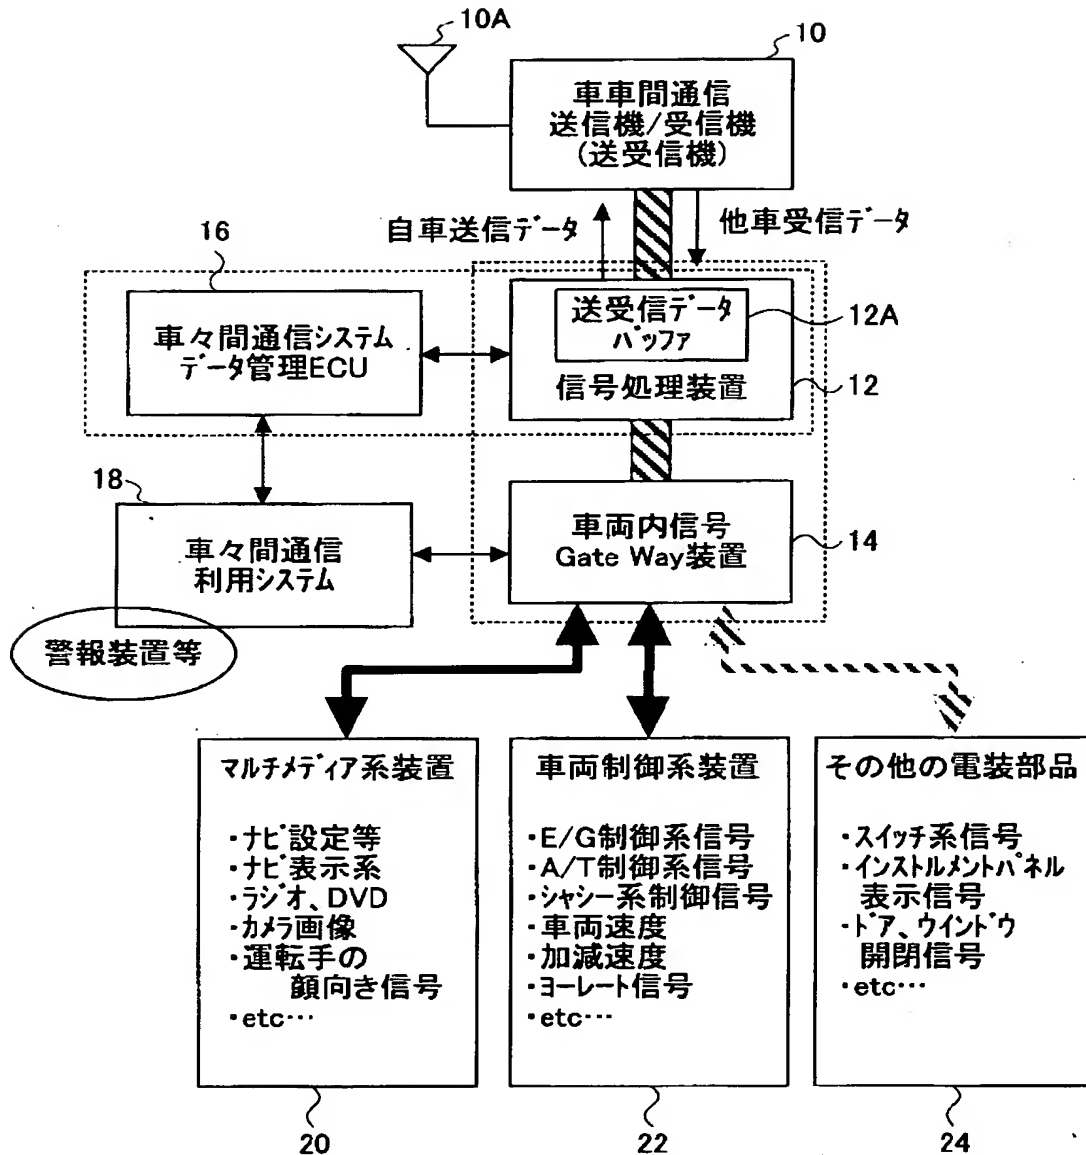 10A
10
車車間通信
送信機/受信機
(送受信機)
自車送信ﾃﾞｰﾀ
他車受信ﾃﾞｰﾀ
16
車々間通信ｼｽﾃﾑ
ﾃﾞｰﾀ管理ECU
送受信ﾃﾞｰﾀ
ﾊﾞｯﾌｧ
12A
信号処理装置
12
18
車々間通信
利用ｼｽﾃﾑ
車両内信号
Gate Way装置
14
警報装置等
ﾏﾙﾁﾒﾃﾞｨｱ系装置
・ﾅﾋﾞ設定等
・ﾅﾋﾞ表示系
・ﾗｼﾞｵ、DVD
・ｶﾒﾗ画像
・運転手の
顔向き信号
・etc…
20
車両制御系装置
・E/G制御系信号
・A/T制御系信号
・ｼｬｼｰ系制御信号
・車両速度
・加減速度
・ﾖｰﾚｰﾄ信号
・etc…
22
その他の電装部品
・ｽｲｯﾁ系信号
・ｲﾝｽﾄﾙﾒﾝﾄﾊﾟﾈﾙ
表示信号
・ﾄﾞｱ、ｳｲﾝﾄﾞｳ
開閉信号
・etc…
24